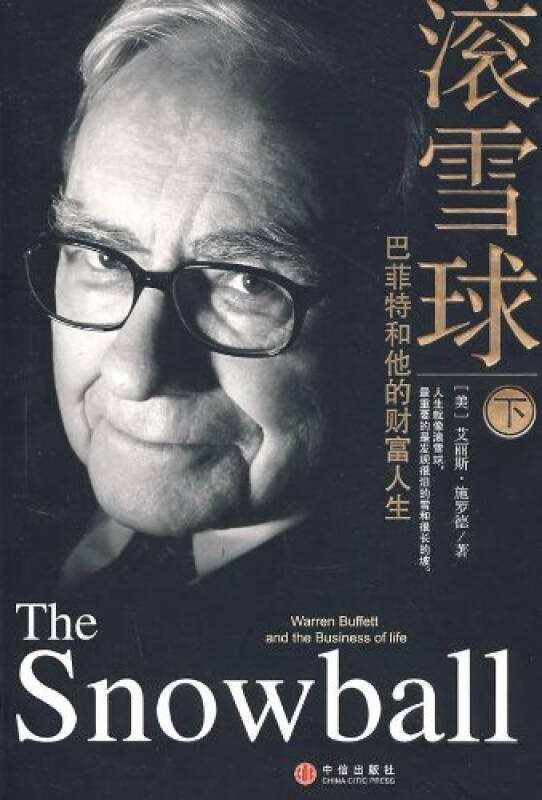 滚雪球
下
巴菲特和他的财富人生
[美] 艾丽斯·施罗德/著
人生就像滚雪球,
最重要的是发现很湿的雪和很长的坡。
The
Snowball
Warren Buffett
and the Business of life
中信出版社
CHINA CITIC PRESS